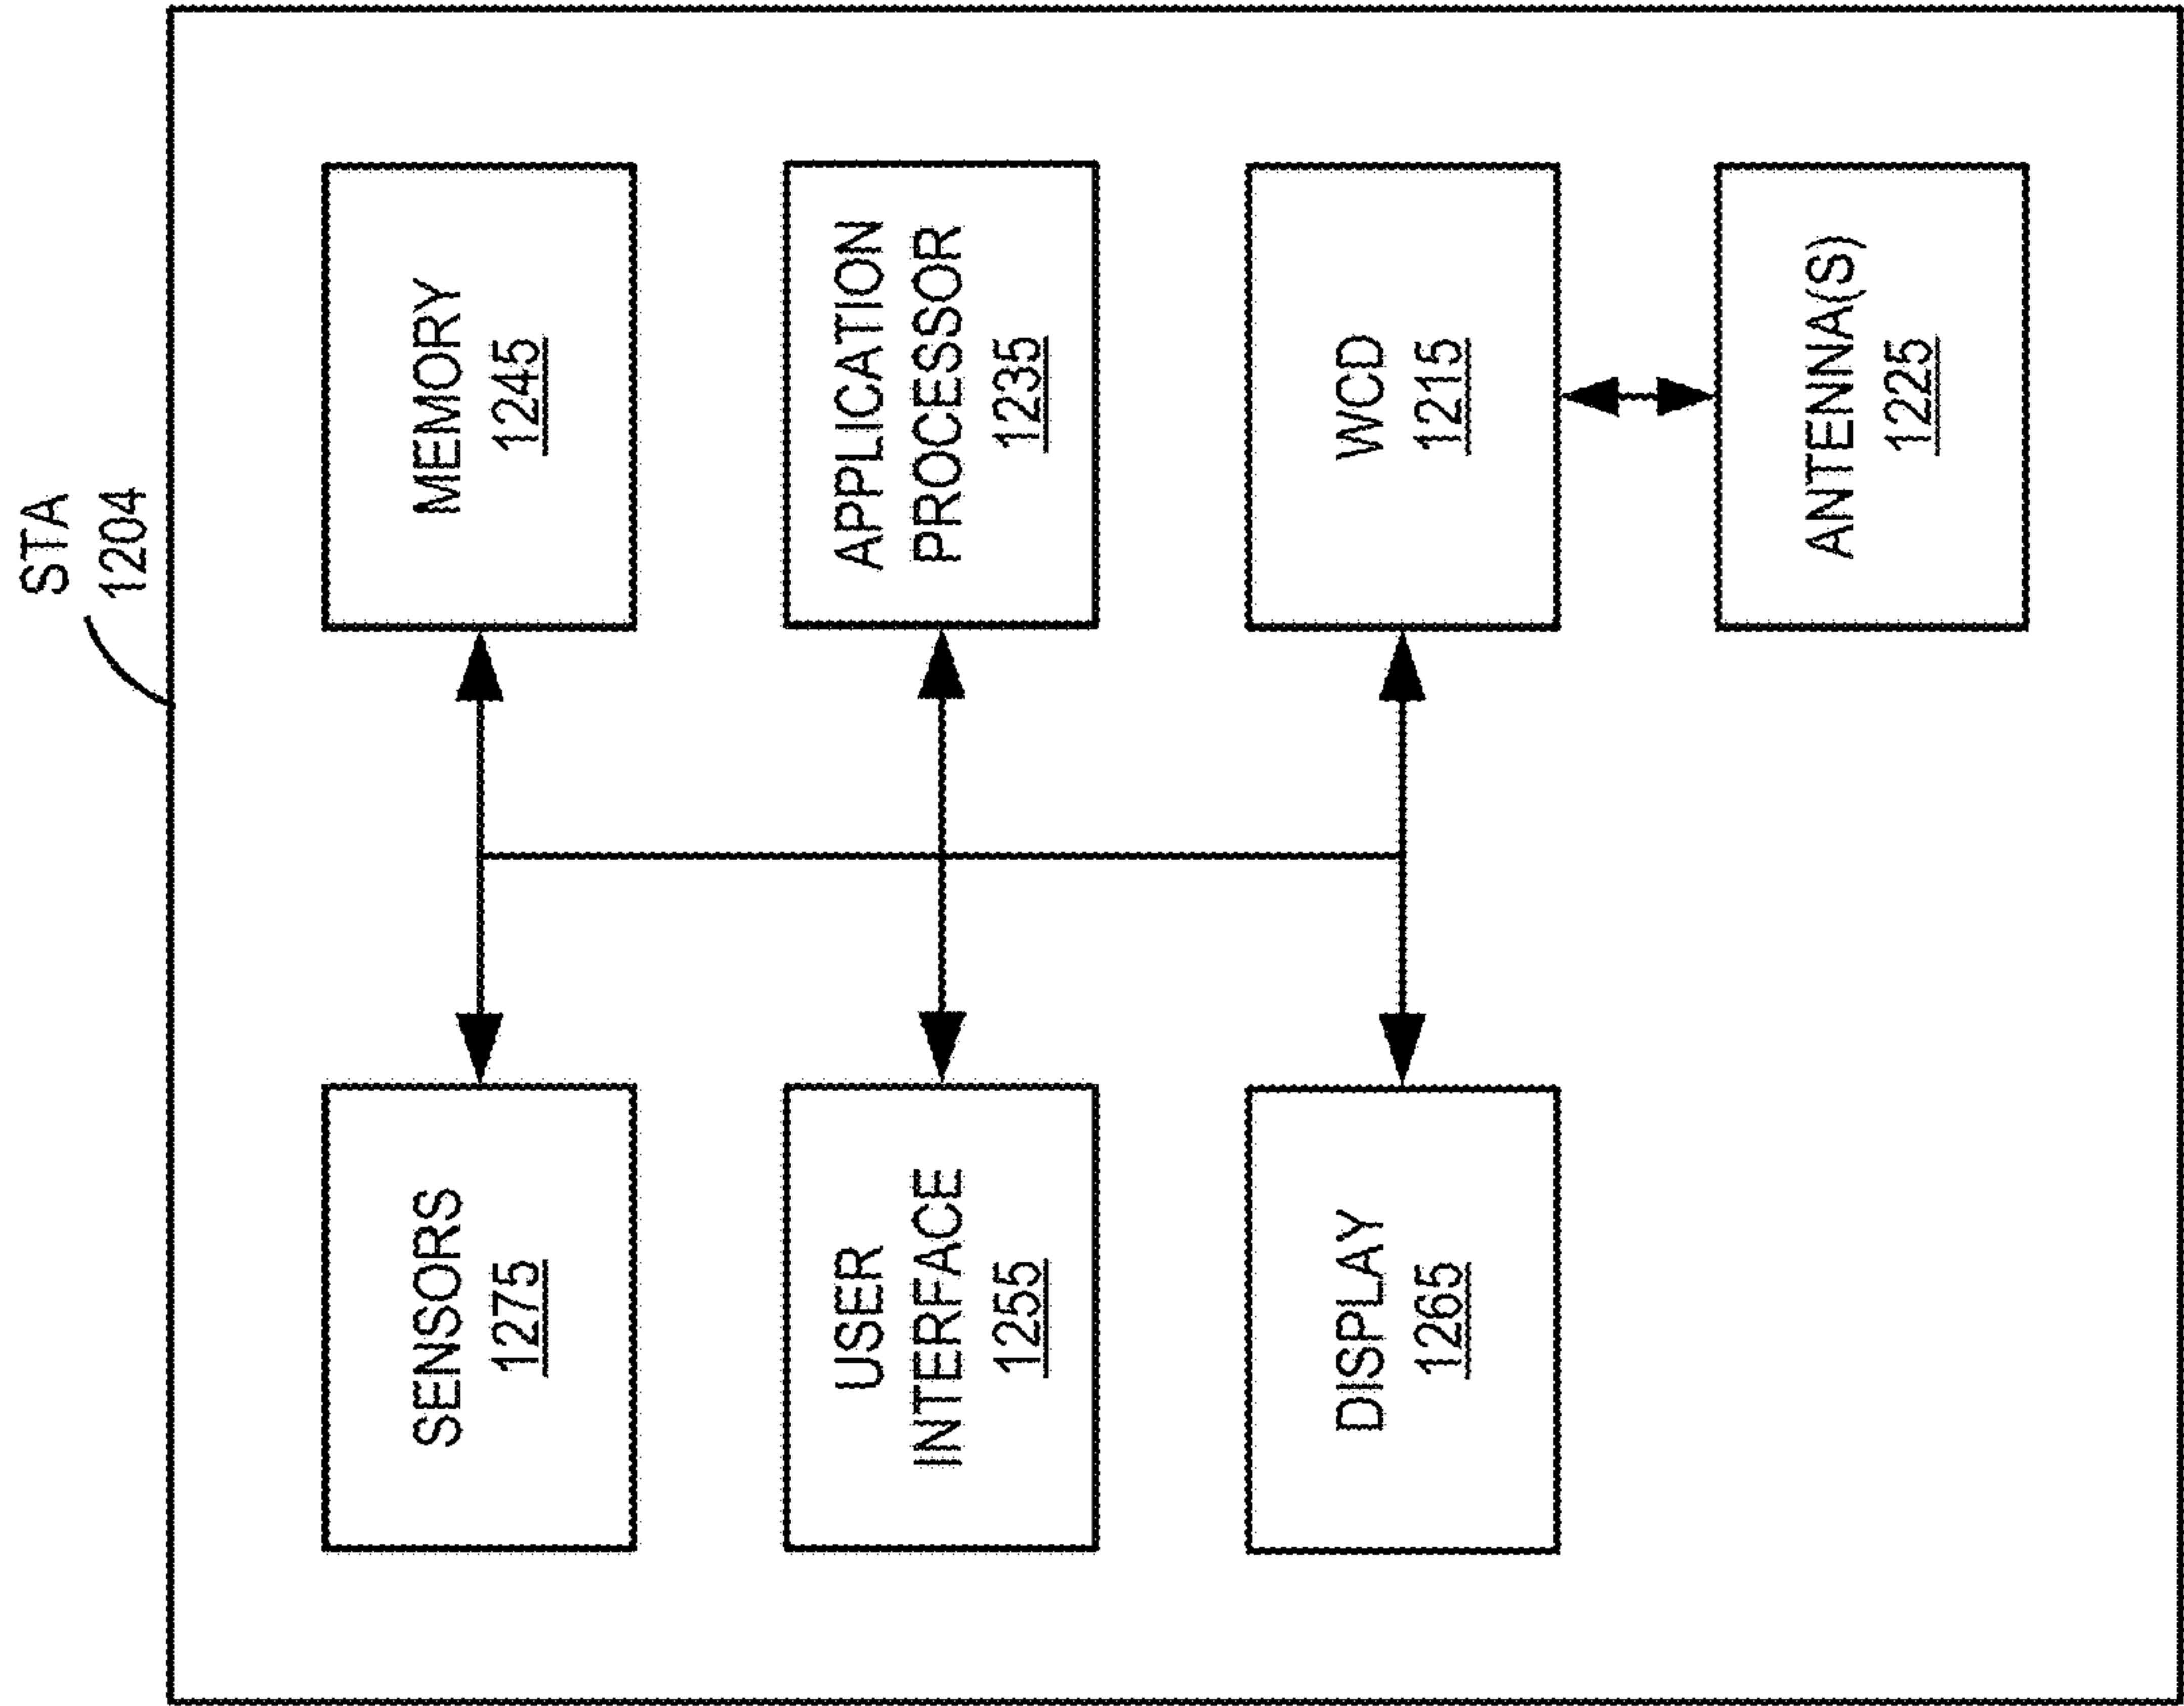 STA
1204
SENSORS
1275
MEMORY
1245
USER
INTERFACE
1255
APPLICATION
PROCESSOR
1235
DISPLAY
1265
WCD
1215
ANTENNA(S)
1225